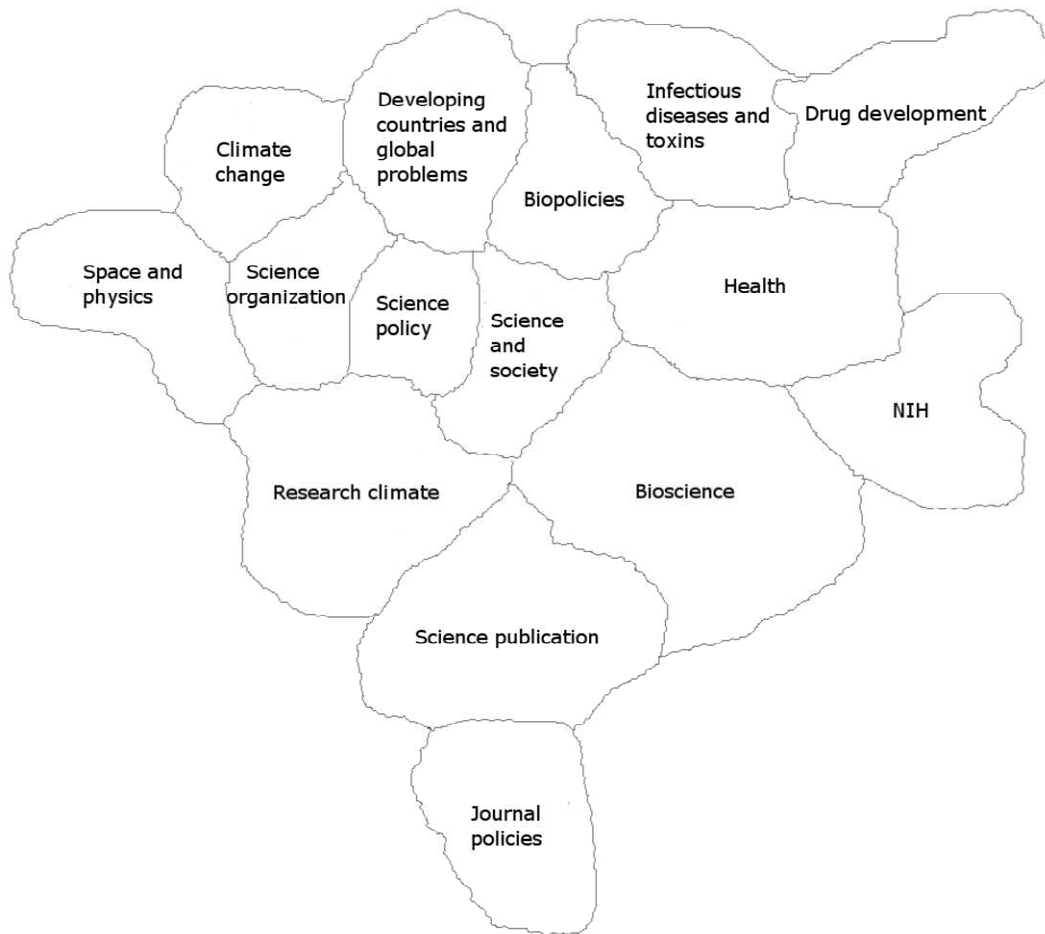 Developing
countries and
global
problems
Infectious
diseases and
toxins
Drug development
Climate
change
Biopolicies
Space and
physics
Science
organization
Science
policy
Science
and
society
Health
NIH
Research climate
Bioscience
Science publication
Journal
policies